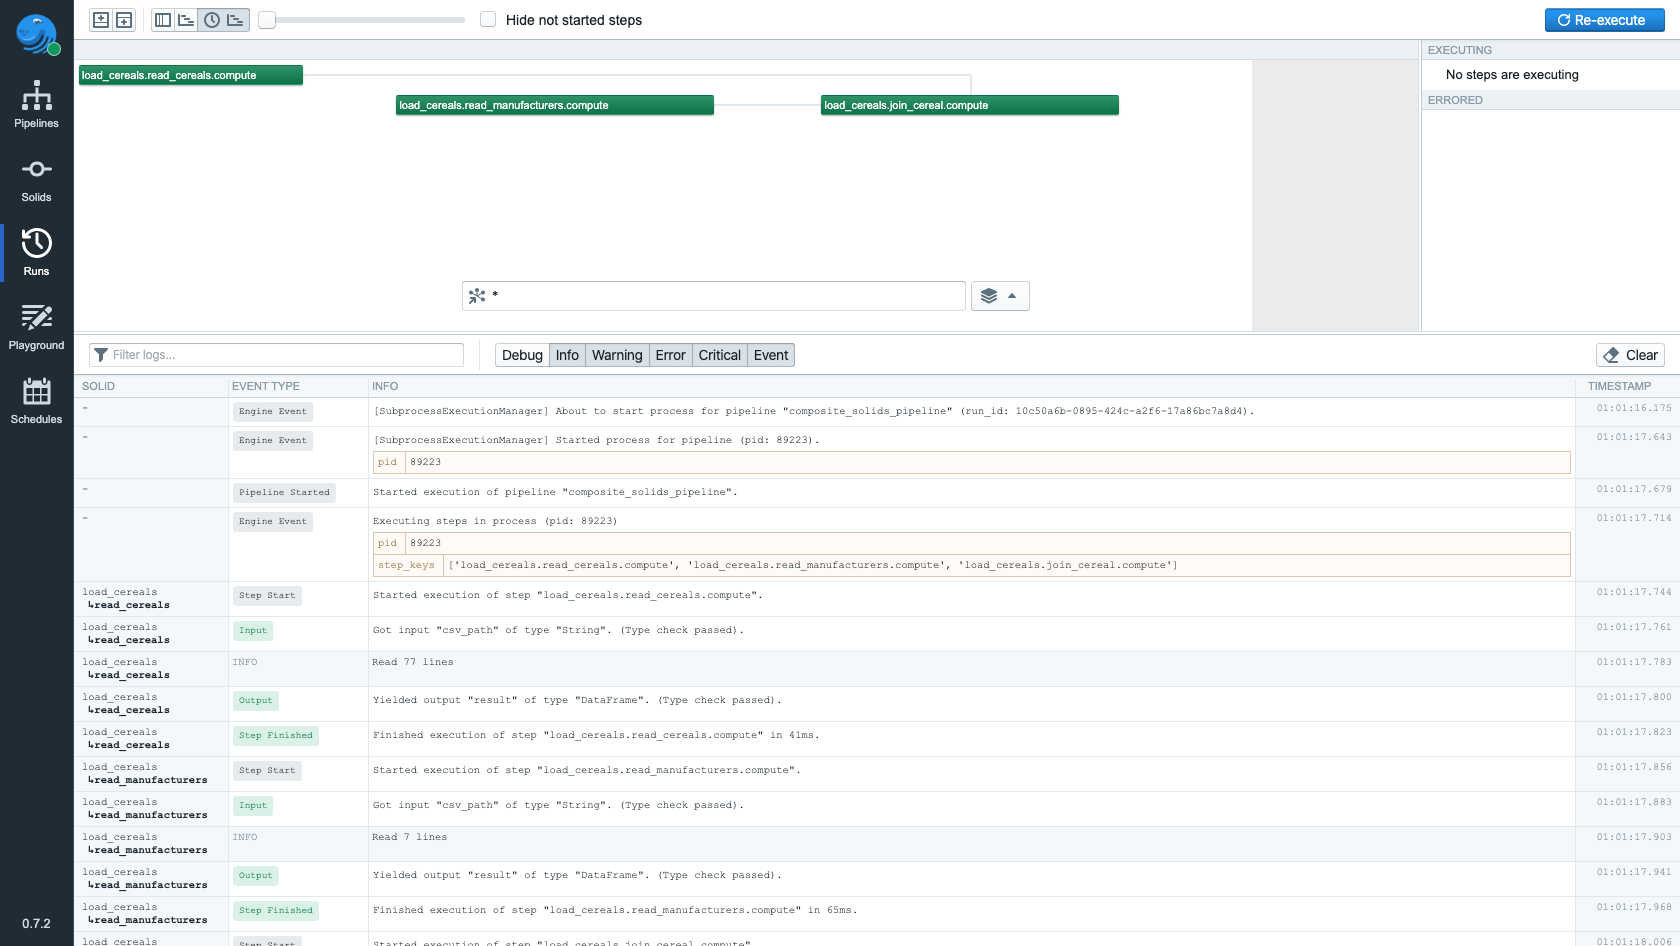 Hide not started steps
Re-execute
Pipelines
Solids
Runs
Playground
Schedules
0.7.2
load_cereals.read_cereals.compute
load_cereals.read_manufacturers.compute
load_cereals.join_cereal.compute
EXECUTING
No steps are executing
ERRORED
*
Filter logs...
Debug Info Warning Error Critical Event
Clear
SOLID EVENT TYPE INFO TIMESTAMP
– Engine Event [SubprocessExecutionManager] About to start process for pipeline "composite_solids_pipeline" (run_id: 10c50a6b-0895-424c-a2f6-17a86bc7a8d4). 01:01:16.175
– Engine Event [SubprocessExecutionManager] Started process for pipeline (pid: 89223). 01:01:17.643
pid 89223
– Pipeline Started Started execution of pipeline "composite_solids_pipeline". 01:01:17.679
– Engine Event Executing steps in process (pid: 89223) 01:01:17.714
pid 89223
step_keys ['load_cereals.read_cereals.compute', 'load_cereals.read_manufacturers.compute', 'load_cereals.join_cereal.compute']
load_cereals Step Start Started execution of step "load_cereals.read_cereals.compute". 01:01:17.744
↳read_cereals
load_cereals Input Got input "csv_path" of type "String". (Type check passed). 01:01:17.761
↳read_cereals
load_cereals INFO Read 77 lines 01:01:17.783
↳read_cereals
load_cereals Output Yielded output "result" of type "DataFrame". (Type check passed). 01:01:17.800
↳read_cereals
load_cereals Step Finished Finished execution of step "load_cereals.read_cereals.compute" in 41ms. 01:01:17.823
↳read_cereals
load_cereals Step Start Started execution of step "load_cereals.read_manufacturers.compute". 01:01:17.856
↳read_manufacturers
load_cereals Input Got input "csv_path" of type "String". (Type check passed). 01:01:17.883
↳read_manufacturers
load_cereals INFO Read 7 lines 01:01:17.903
↳read_manufacturers
load_cereals Output Yielded output "result" of type "DataFrame". (Type check passed). 01:01:17.941
↳read_manufacturers
load_cereals Step Finished Finished execution of step "load_cereals.read_manufacturers.compute" in 65ms. 01:01:17.968
↳read_manufacturers
load_cereals Step Start Started execution of step "load_cereals.join_cereal.compute". 01:01:18.006